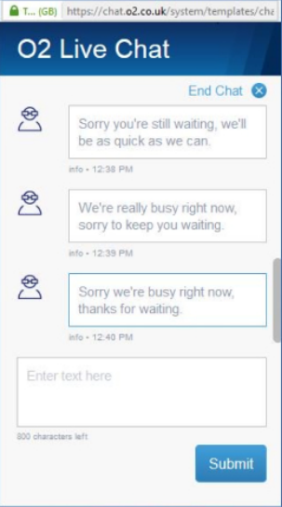 T... (GB) https://chat.o2.co.uk/system/templates/cha
O2 Live Chat
End Chat
Sorry you're still waiting, we'll
be as quick as we can.
info • 12:38 PM
We're really busy right now,
sorry to keep you waiting.
info • 12:39 PM
Sorry we're busy right now,
thanks for waiting.
info • 12:40 PM
Enter text here
800 characters left
Submit